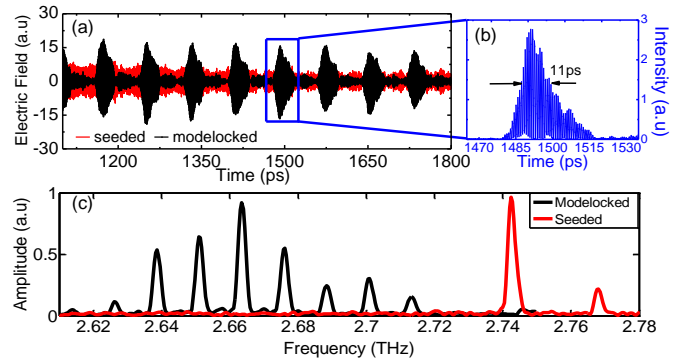 (a)
Electric Field (a.u)
30
15
0
-15
-30
seeded
modelocked
1200
1350
1500
1650
1800
Time (ps)
(b)
11ps
3
2
1
0
Intensity (a.u)
1470
1485
1500
1515
1530
Time (ps)
(c)
Modelocked
Seeded
Amplitude (a.u)
1
0.5
0
2.62
2.64
2.66
2.68
2.7
2.72
2.74
2.76
2.78
Frequency (THz)